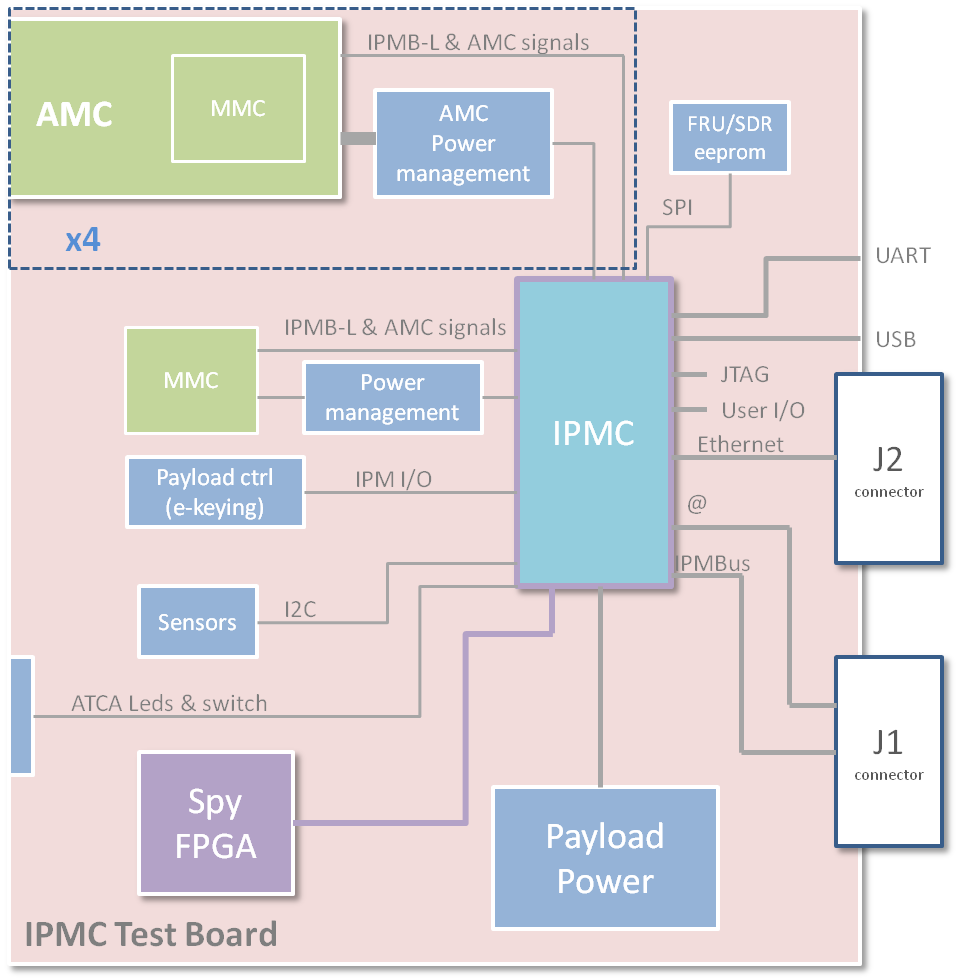 IPMB-L & AMC signals
AMC
MMC
AMC
Power
management
FRU/SDR
eeprom
SPI
x4
UART
IPMB-L & AMC signals
USB
MMC
Power
management
JTAG
User I/O
IPMC
Ethernet
J2
connector
Payload ctrl
(e-keying)
IPM I/O
@
IPMBus
Sensors
I2C
ATCA Leds & switch
J1
connector
Spy
FPGA
Payload
Power
IPMC Test Board